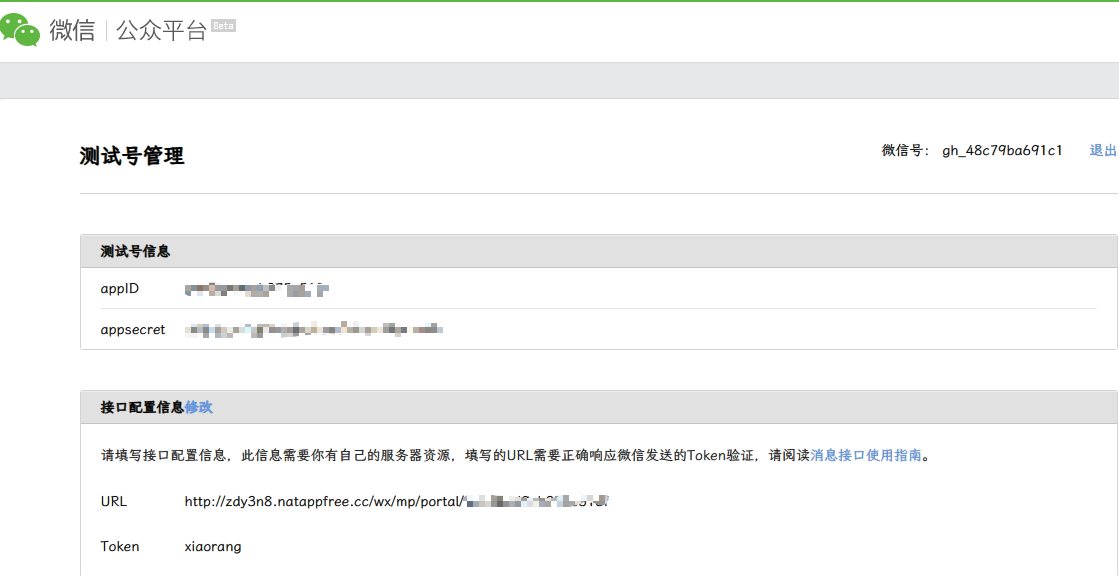 微信 公众平台 Beta
测试号管理
微信号： gh_48c79ba691c1 退出
测试号信息
appID
appsecret
接口配置信息修改
请填写接口配置信息，此信息需要你有自己的服务器资源，填写的URL需要正确响应微信发送的Token验证，请阅读消息接口使用指南。
URL http://zdy3n8.natappfree.cc/wx/mp/portal/
Token xiaorang